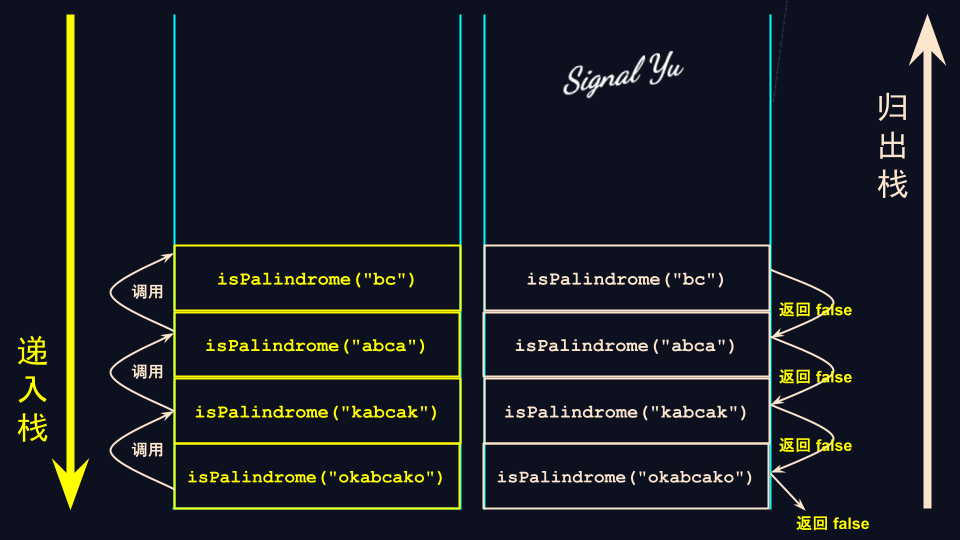 Signal Yu
递
入
栈
调用
调用
调用
isPalindrome("bc")
isPalindrome("abca")
isPalindrome("kabcak")
isPalindrome("okabcako")
isPalindrome("bc")
isPalindrome("abca")
isPalindrome("kabcak")
isPalindrome("okabcako")
返回 false
返回 false
返回 false
返回 false
归
出
栈